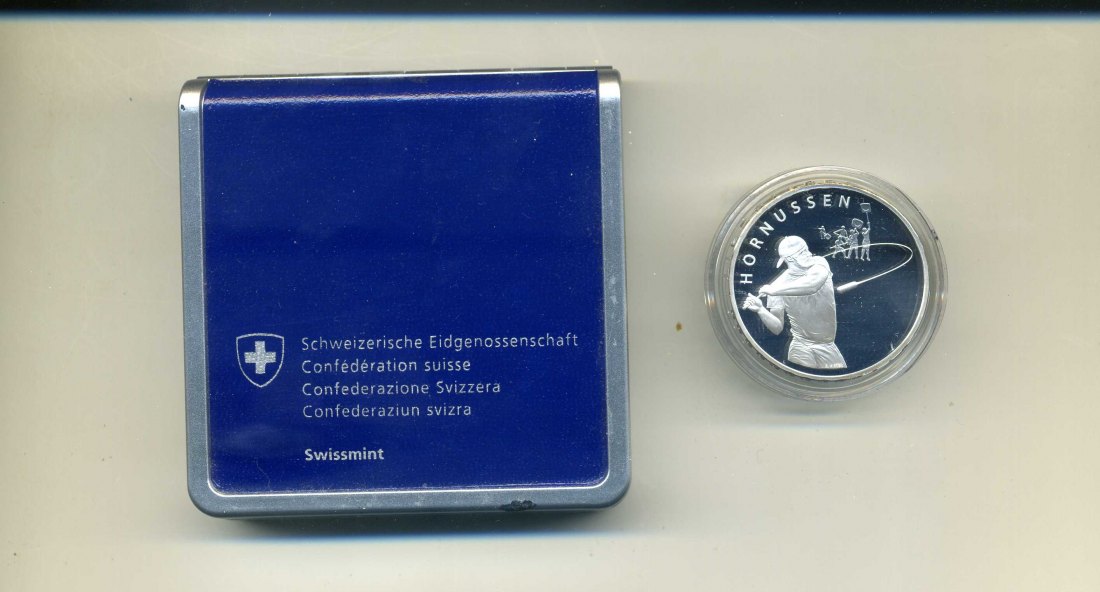 Schweizerische Eidgenossenschaft
Confédération suisse
Confederazione Svizzera
Confederaziun svizra
Swissmint
HORNUSSEN